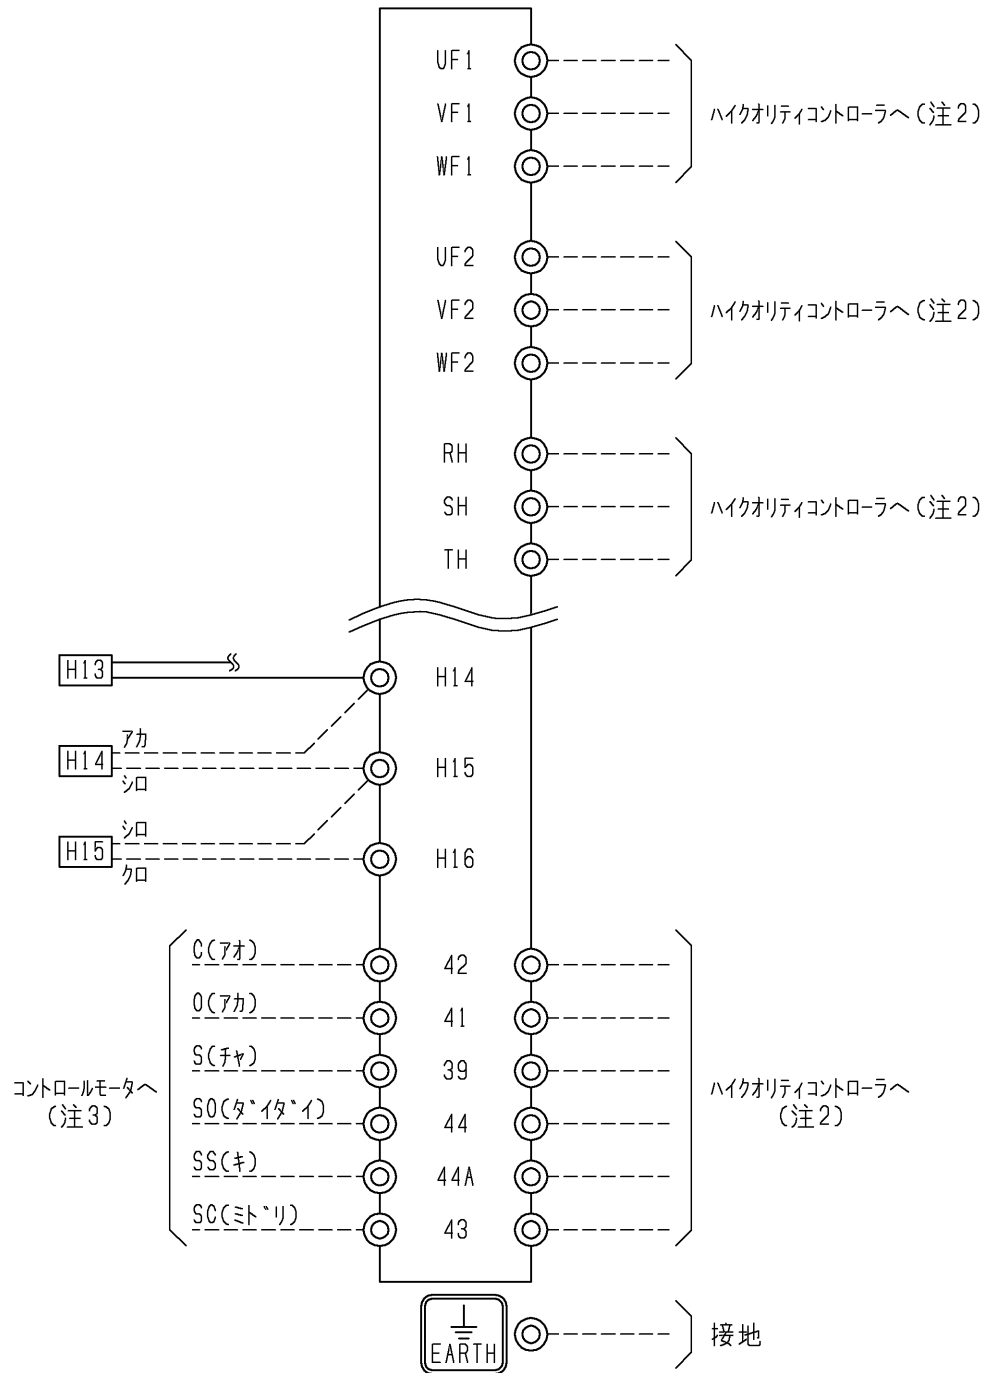 UF1
VF1
ハイクオリティコントローラへ(注2)
WF1
UF2
VF2
ハイクオリティコントローラへ(注2)
WF2
RH
SH
ハイクオリティコントローラへ(注2)
TH
H13
H14
アカ
H14
シロ
H15
シロ
H15
クロ
H16
C(アオ)
42
O(アカ)
41
S(チャ)
39
コントロールモータへ
(注3)
ハイクオリティコントローラへ
(注2)
SO(ダイダイ)
44
SS(キ)
44A
SC(ミドリ)
43
EARTH
接地